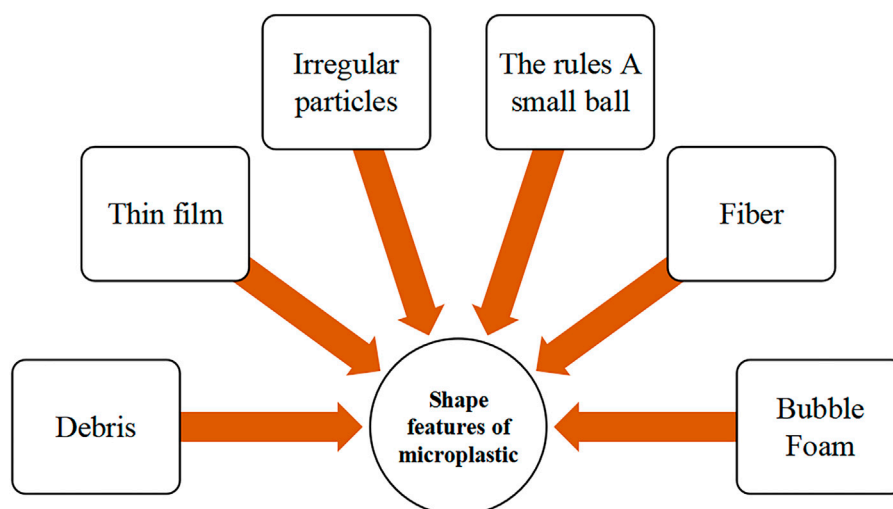 Irregular
particles
The rules A
small ball
Thin film
Fiber
Debris
Shape
features of
microplastic
Bubble
Foam